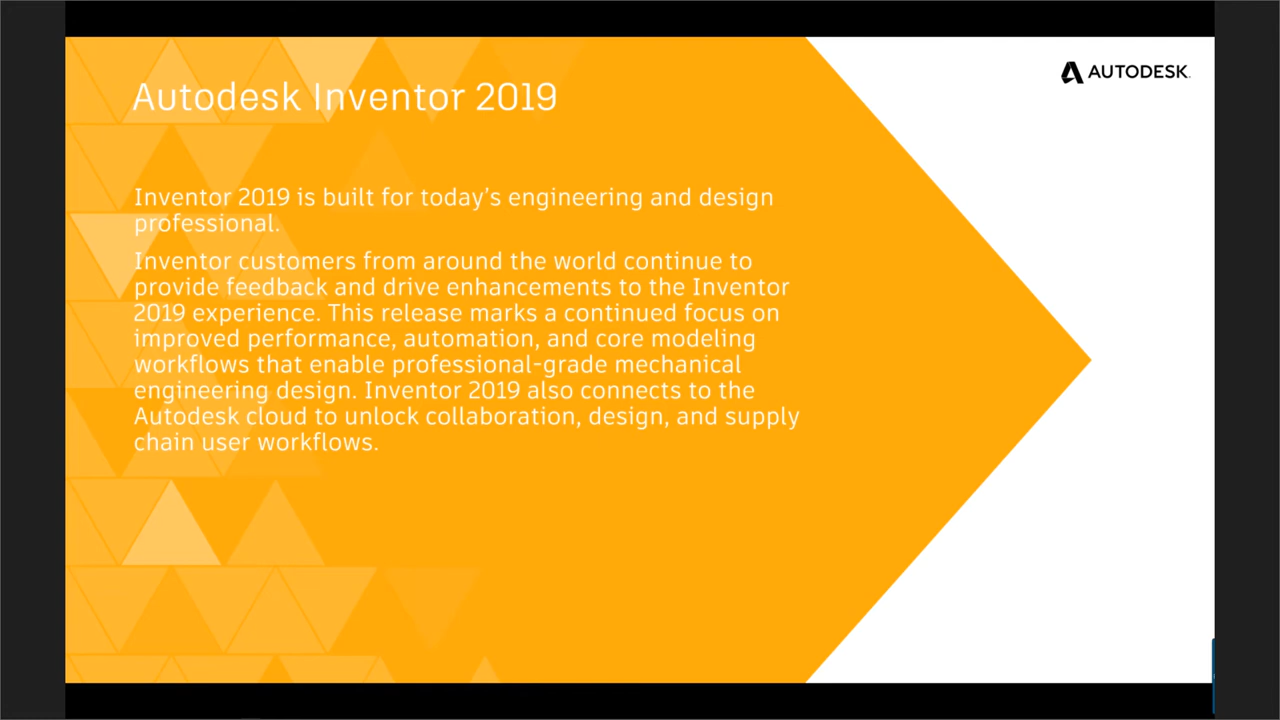 AUTODESK
Autodesk Inventor 2019
Inventor 2019 is built for today's engineering and design
professional.
Inventor customers from around the world continue to
provide feedback and drive enhancements to the Inventor
2019 experience. This release marks a continued focus on
improved performance, automation, and core modeling
workflows that enable professional-grade mechanical
engineering design. Inventor 2019 also connects to the
Autodesk cloud to unlock collaboration, design, and supply
chain user workflows.